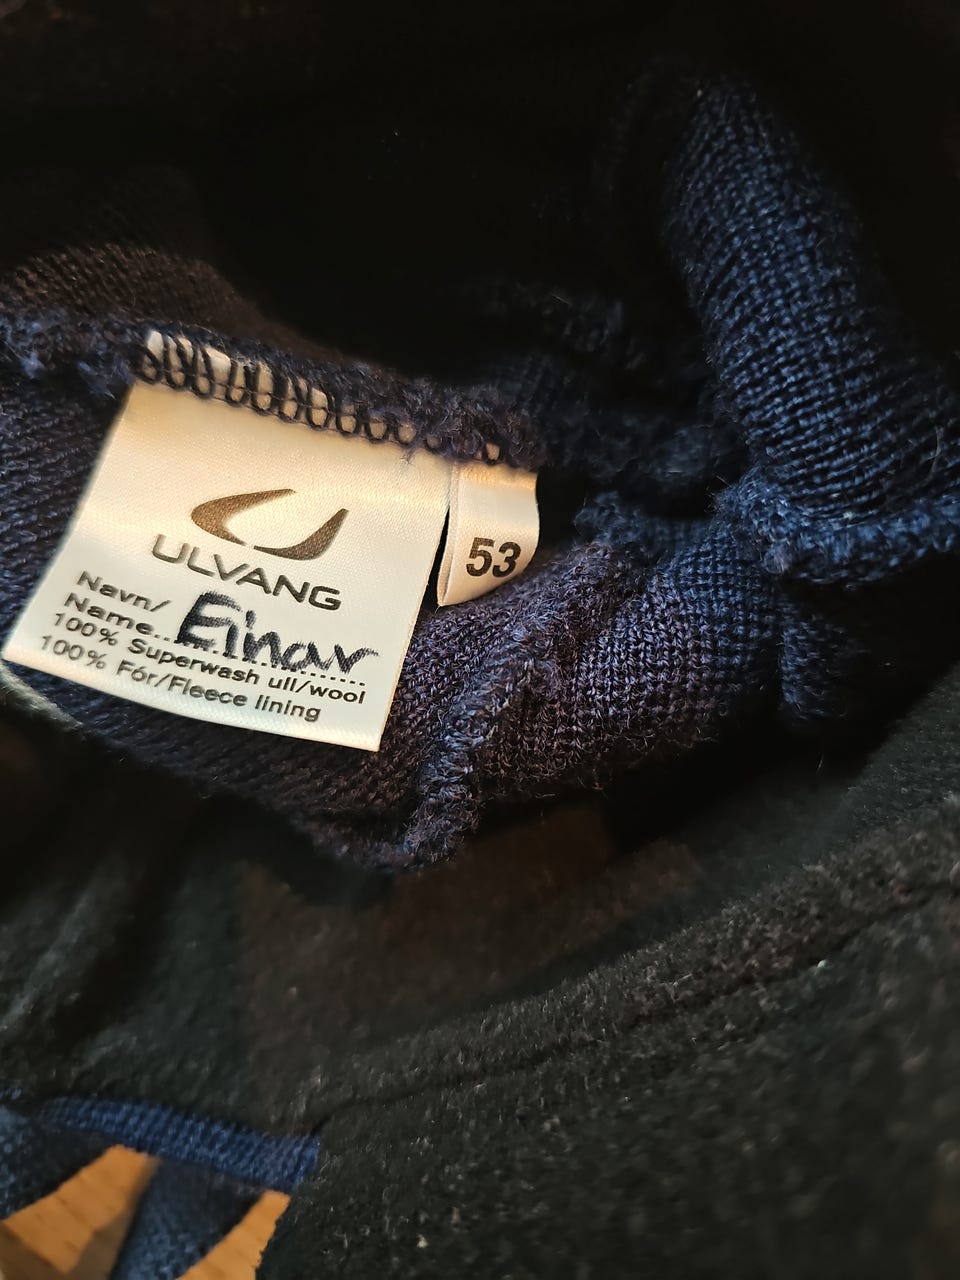 ULVANG
Navn/
Name... Einar
100% Superwash ull/wool
100% Fór/Fleece lining
53